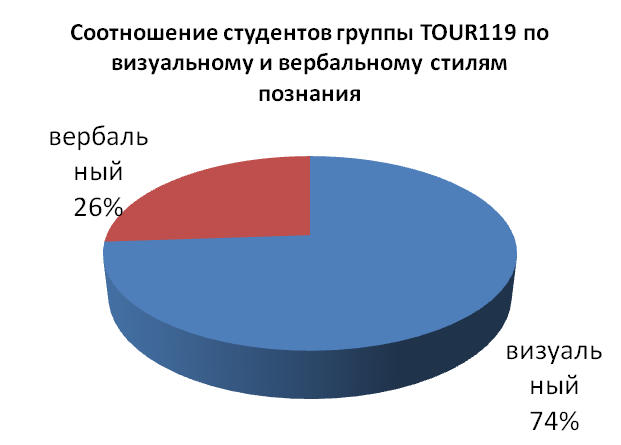 Соотношение студентов группы TOUR119 по
визуальному и вербальному стилям
познания
вербаль
ный
26%
визуаль
ный
74%